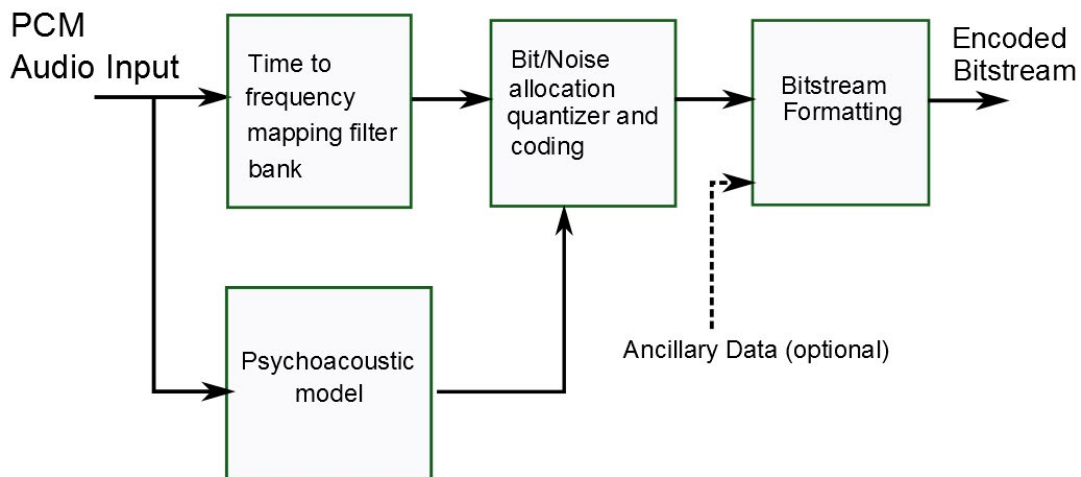 PCM
Audio Input
Time to
frequency
mapping filter
bank
Bit/Noise
allocation
quantizer and
coding
Bitstream
Formatting
Encoded
Bitstream
Psychoacoustic
model
Ancillary Data (optional)